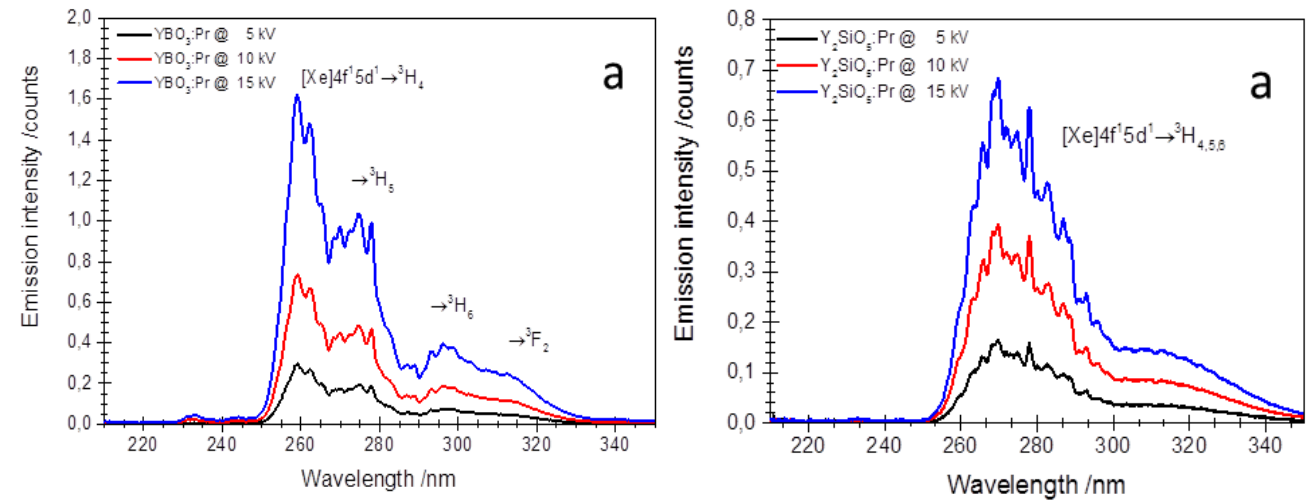 2,0
1,8
1,6
1,4
1,2
1,0
0,8
0,6
0,4
0,2
0,0
Emission intensity /counts
YBO₃:Pr @ 5 kV
YBO₃:Pr @ 10 kV
YBO₃:Pr @ 15 kV
a
[Xe]4f¹5d¹→³H₄
→³H₅
→³H₆
→³F₂
220 240 260 280 300 320 340
Wavelength /nm
0,8
0,7
0,6
0,5
0,4
0,3
0,2
0,1
0,0
Emission intensity /counts
Y₂SiO₅:Pr @ 5 kV
Y₂SiO₅:Pr @ 10 kV
Y₂SiO₅:Pr @ 15 kV
a
[Xe]4f¹5d¹→³H₄,₅,₆
220 240 260 280 300 320 340
Wavelength /nm